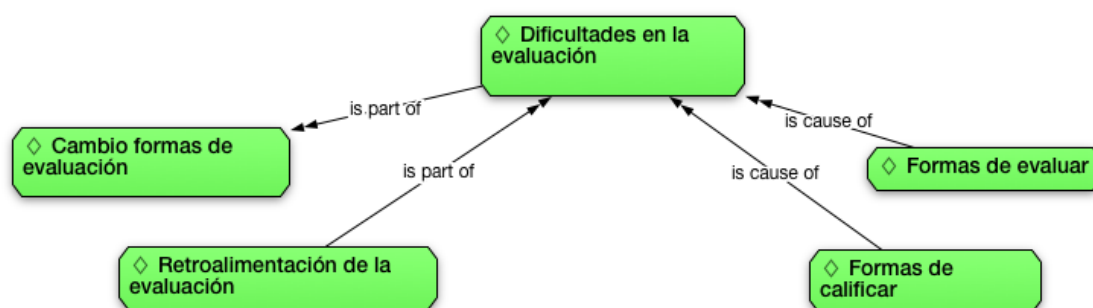 ◇ Dificultades en la
evaluación
is part of
◇ Cambio formas de
evaluación
is cause of
◇ Formas de evaluar
is part of
is cause of
◇ Retroalimentación de la
evaluación
◇ Formas de
calificar